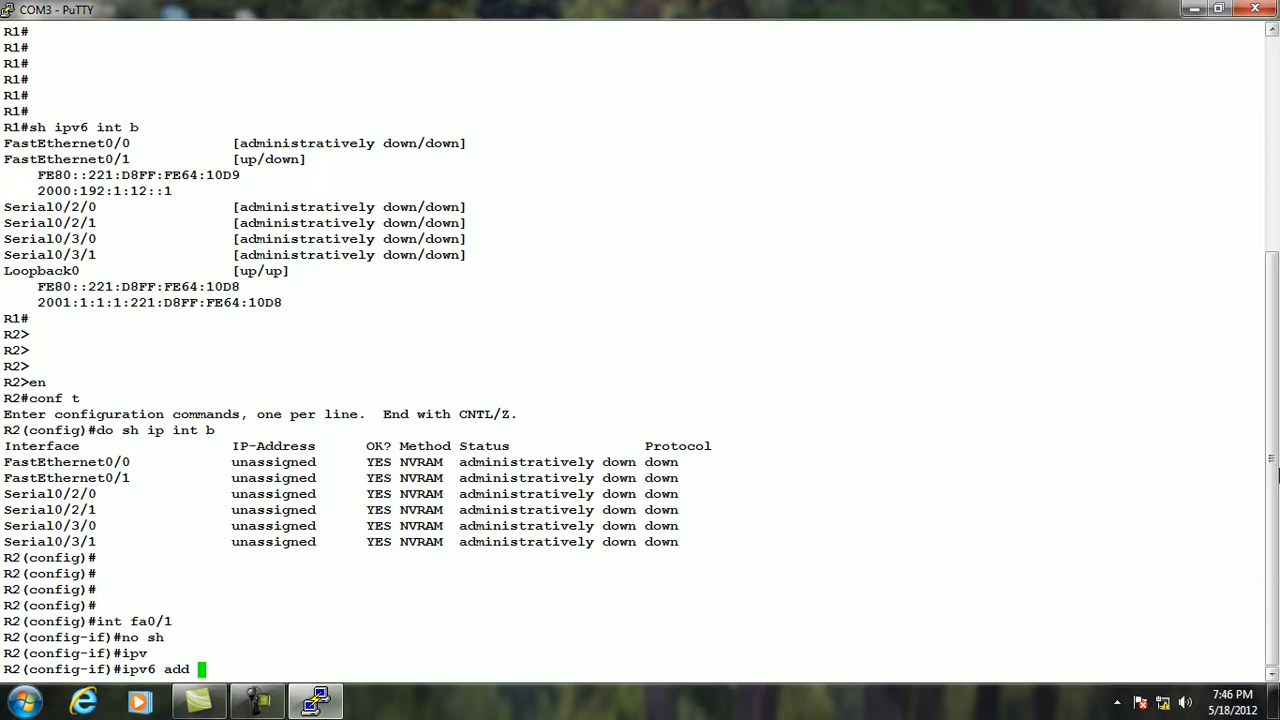 COM3 - PuTTY
R1#
R1#
R1#
R1#
R1#
R1#
R1#sh ipv6 int b
FastEthernet0/0            [administratively down/down]
FastEthernet0/1            [up/down]
    FE80::221:D8FF:FE64:10D9
    2000:192:1:12::1
Serial0/2/0                [administratively down/down]
Serial0/2/1                [administratively down/down]
Serial0/3/0                [administratively down/down]
Serial0/3/1                [administratively down/down]
Loopback0                  [up/up]
    FE80::221:D8FF:FE64:10D8
    2001:1:1:1:221:D8FF:FE64:10D8
R1#
R2>
R2>
R2>
R2>en
R2#conf t
Enter configuration commands, one per line.  End with CNTL/Z.
R2(config)#do sh ip int b
Interface                  IP-Address      OK? Method Status                Protocol
FastEthernet0/0            unassigned      YES NVRAM  administratively down down
FastEthernet0/1            unassigned      YES NVRAM  administratively down down
Serial0/2/0                unassigned      YES NVRAM  administratively down down
Serial0/2/1                unassigned      YES NVRAM  administratively down down
Serial0/3/0                unassigned      YES NVRAM  administratively down down
Serial0/3/1                unassigned      YES NVRAM  administratively down down
R2(config)#
R2(config)#
R2(config)#
R2(config)#
R2(config)#int fa0/1
R2(config-if)#no sh
R2(config-if)#ipv
R2(config-if)#ipv6 add
7:46 PM
5/18/2012